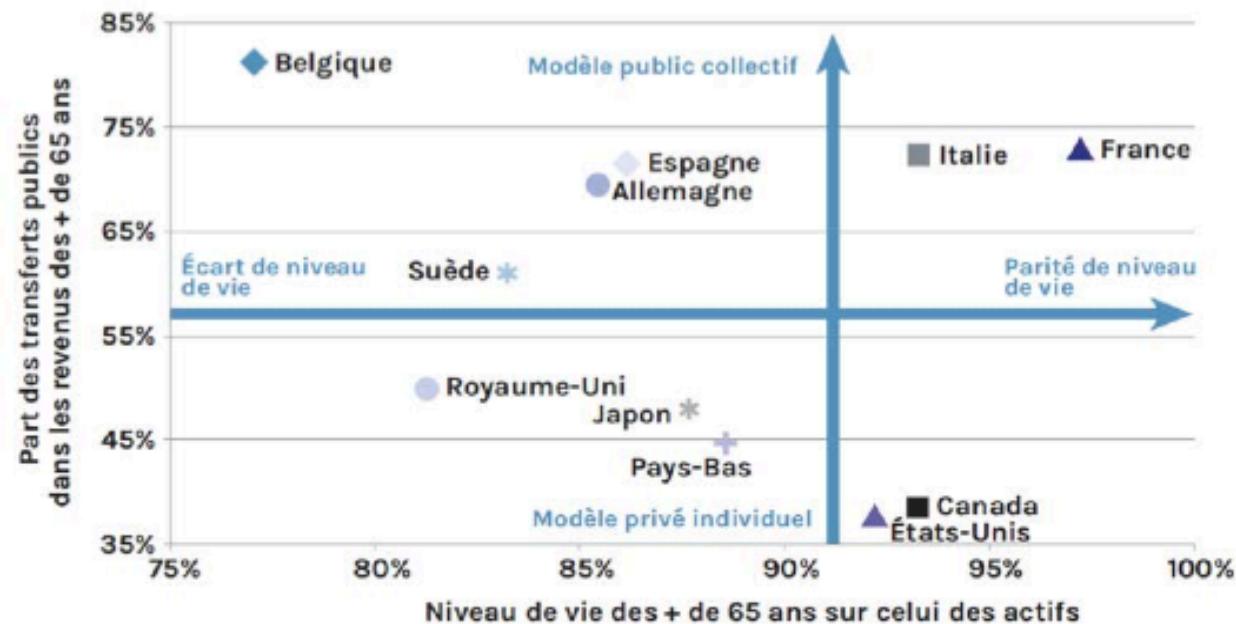 Part des transferts publics
dans les revenus des + de 65 ans
85%
75%
65%
55%
45%
35%
Belgique
Modèle public collectif
Italie
France
Espagne
Allemagne
Suède
Écart de niveau
de vie
Parité de niveau
de vie
Royaume-Uni
Japon
Pays-Bas
Modèle privé individuel
Canada
États-Unis
75%
80%
85%
90%
95%
100%
Niveau de vie des + de 65 ans sur celui des actifs